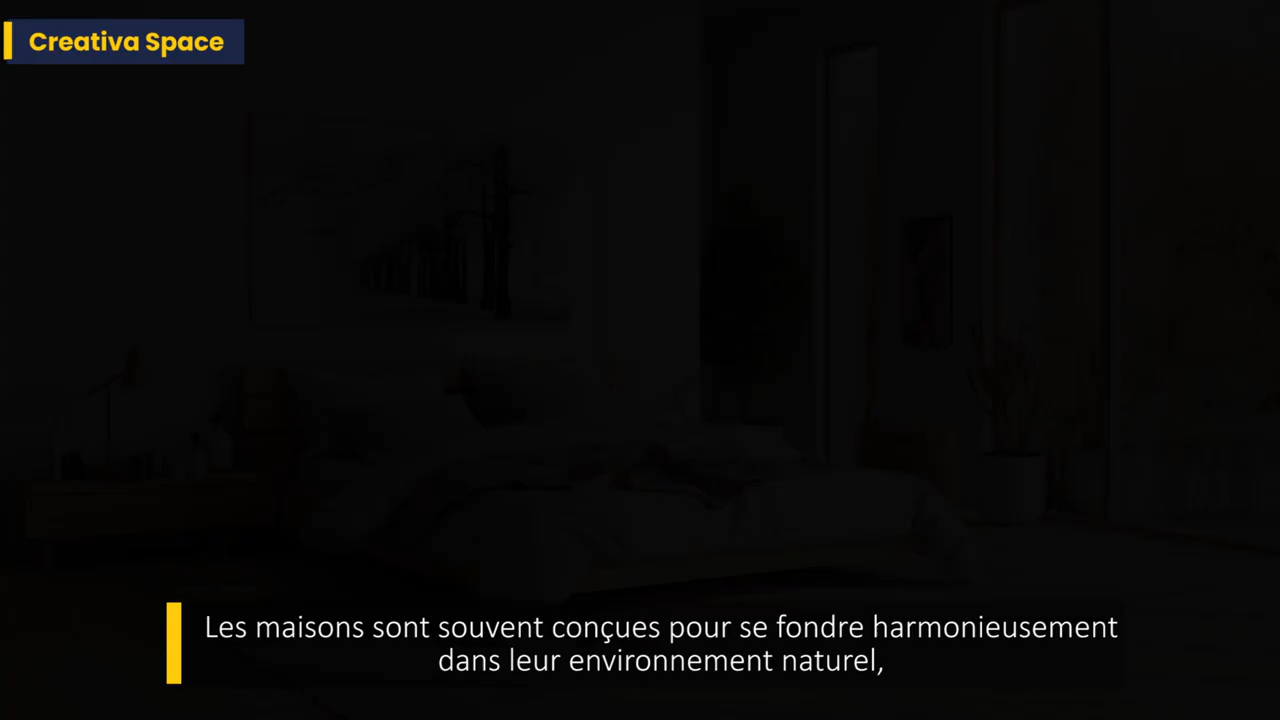 Creativa Space
Les maisons sont souvent conçues pour se fondre harmonieusement
dans leur environnement naturel,